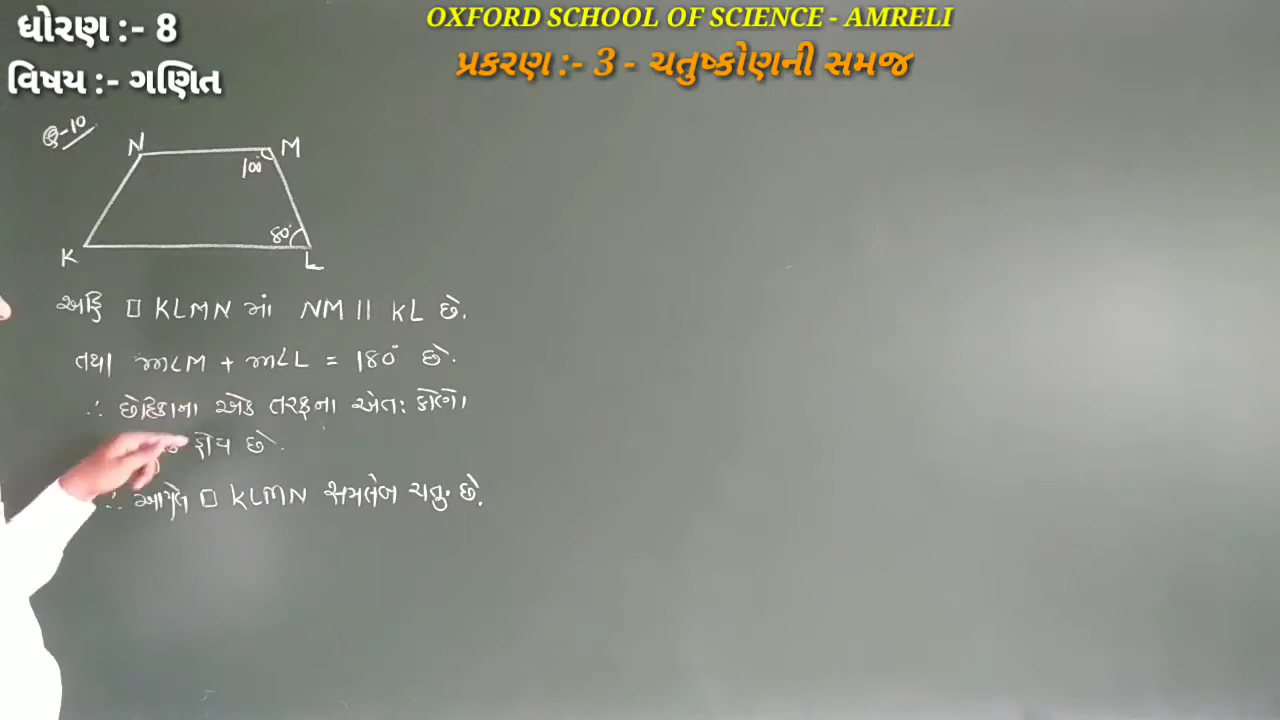 ધોરણ :- 8
વિષય :- ગણિત
OXFORD SCHOOL OF SCIENCE - AMRELI
પ્રકરણ :- 3 - ચતુષ્કોણની સમજ
Q-10
N M
100°
80°
K L
અહિં □ KLMN માં NM || KL છે.
તથા m∠M + m∠L = 180° છે.
∴ છેદિકાના એક તરફના અંતઃ કોણો
હોય છે.
∴ આપેલ □ KLMN સમલંબ ચતુ. છે.